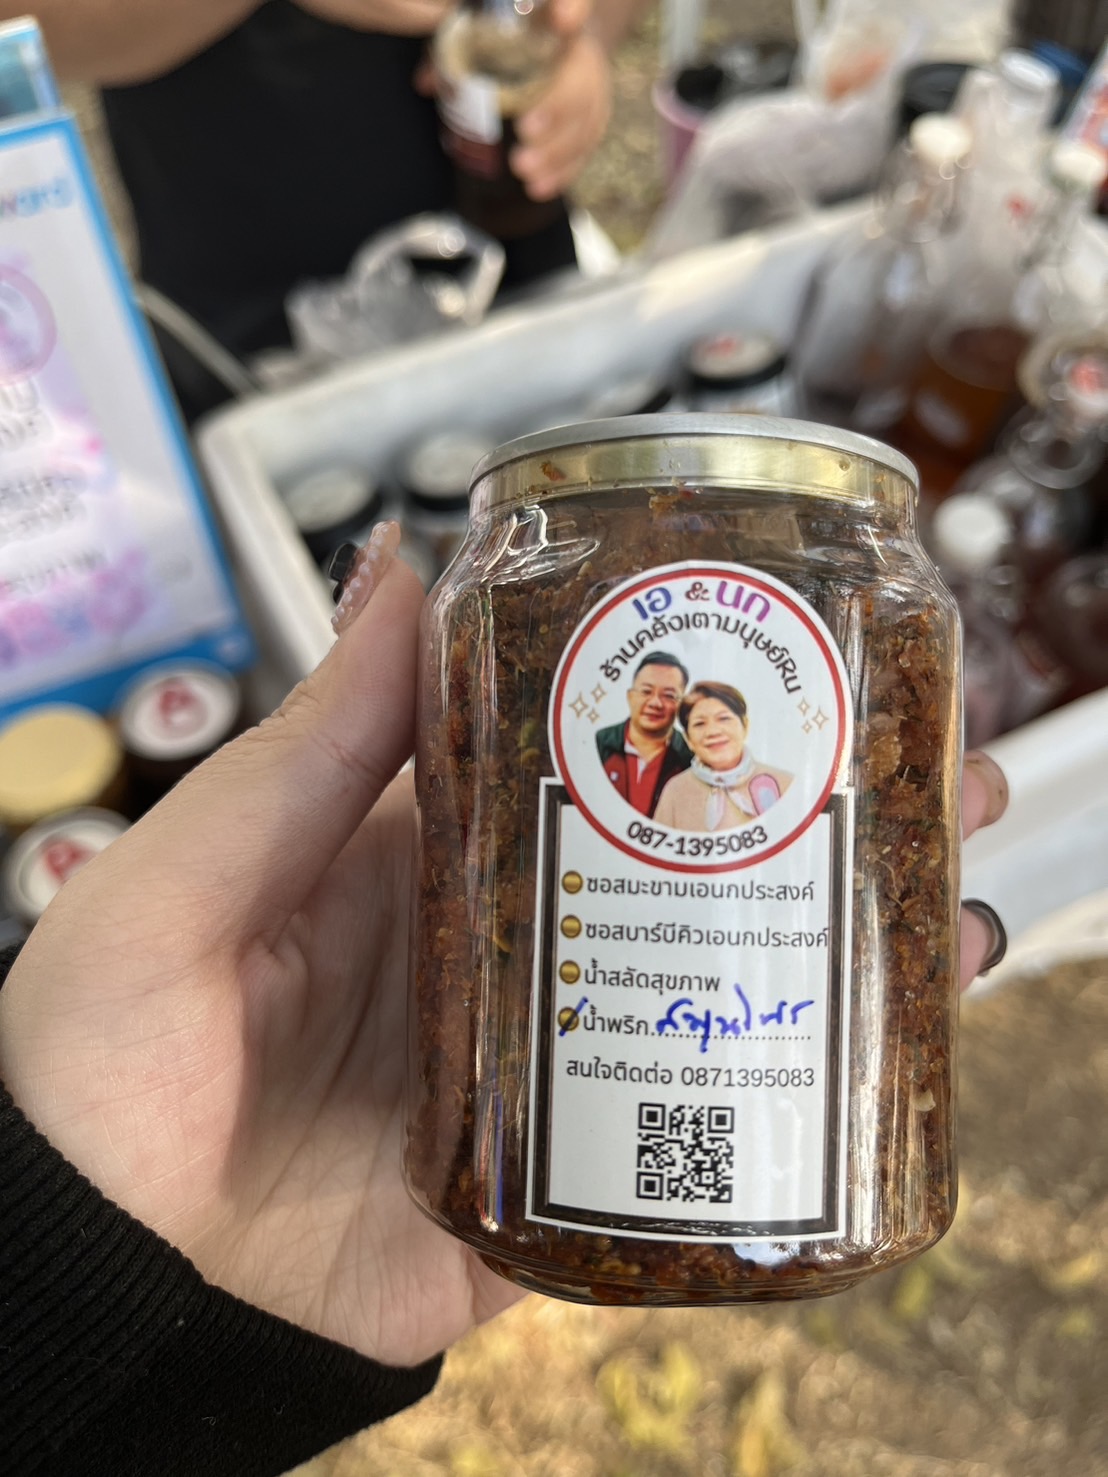 เอ & นก
ร้านคลังเตามนุษย์หิน
087-1395083
ซอสมะขามเอนกประสงค์
ซอสบาร์บีคิวเอนกประสงค์
น้ำสลัดสุขภาพ
น้ำพริก..สมุนไพร..............
สนใจติดต่อ 0871395083